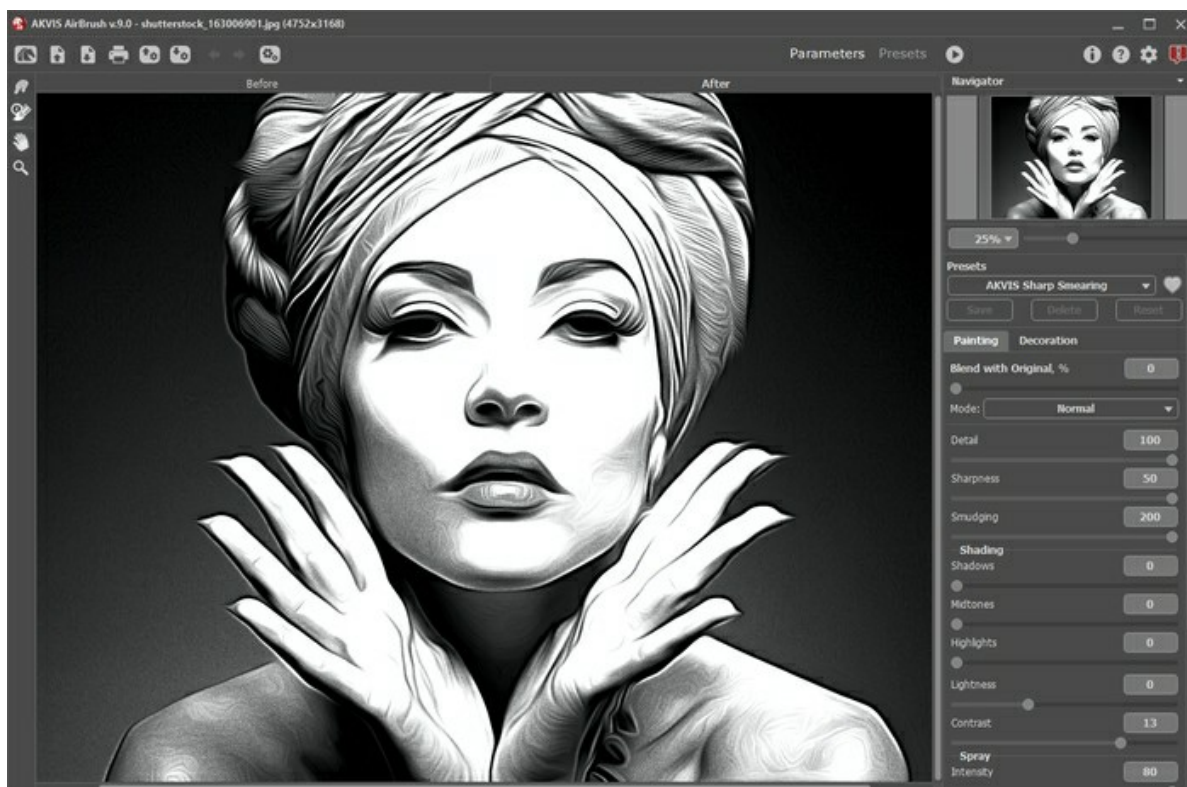 AKVIS AirBrush v.9.0 - shutterstock_163006901.jpg (4752x3168)
Parameters Presets
Before After
Navigator
25%
Presets
AKVIS Sharp Smearing
Save Delete Reset
Painting Decoration
Blend with Original, % 0
Mode: Normal
Detail 100
Sharpness 50
Smudging 200
Shading
Shadows 0
Midtones 0
Highlights 0
Lightness 0
Contrast 13
Spray
Intensity 80